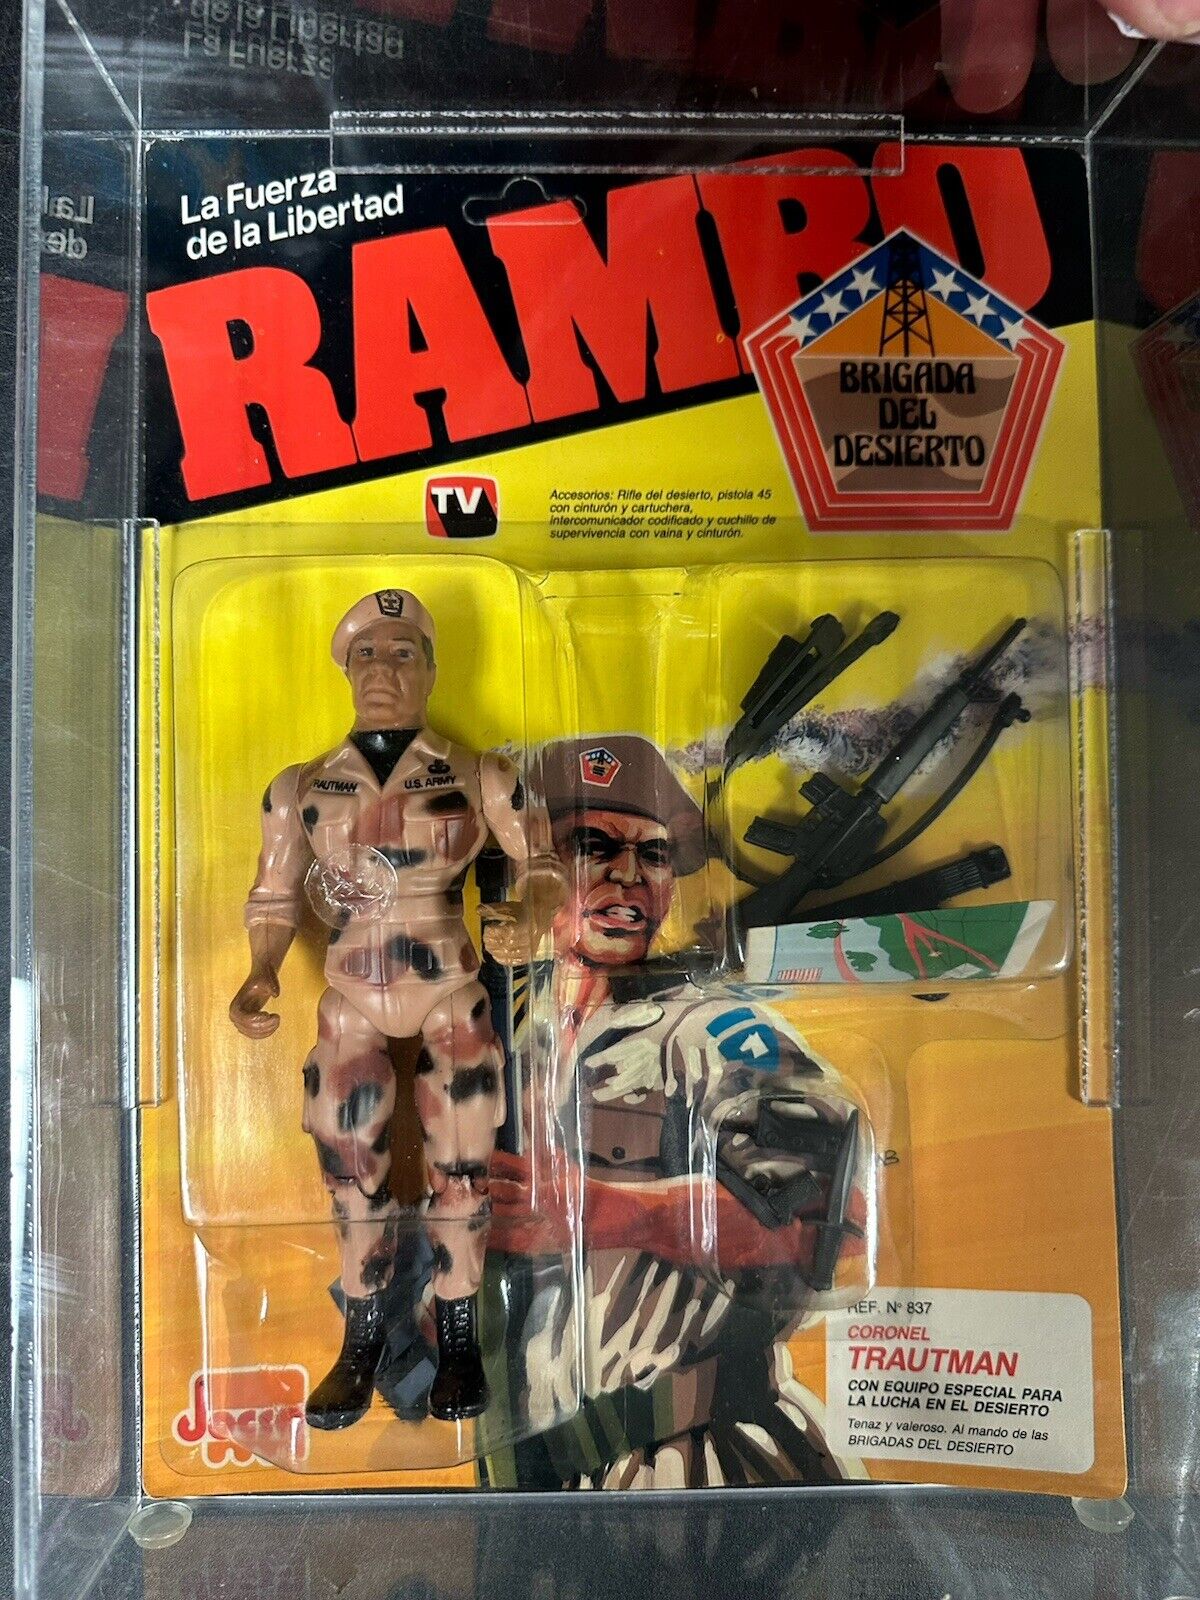 La Fuerza
de la Libertad
RAMBO
BRIGADA
DEL
DESIERTO
TV
Accesorios: Rifle del desierto, pistola 45
con cinturón y cartuchera,
intercomunicador codificado y cuchillo de
supervivencia con vaina y cinturón.
TRAUTMAN
U.S. ARMY
REF. Nº 837
CORONEL
TRAUTMAN
CON EQUIPO ESPECIAL PARA
LA LUCHA EN EL DESIERTO
Tenaz y valeroso. Al mando de las
BRIGADAS DEL DESIERTO